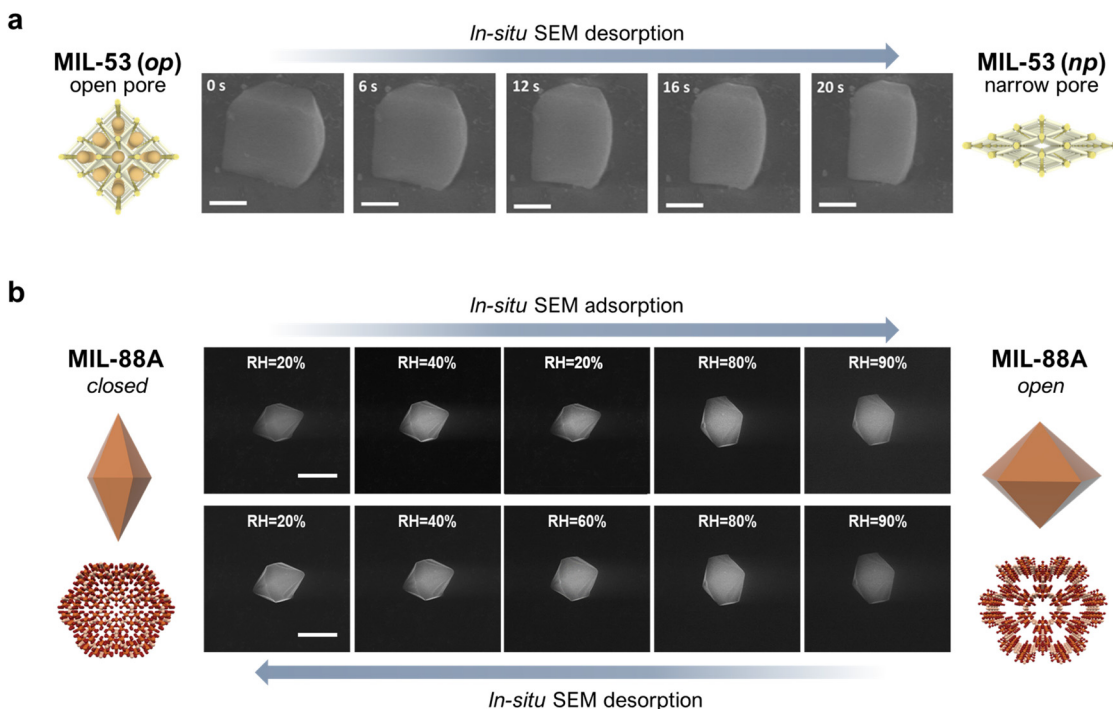 a
In-situ SEM desorption
MIL-53 (op)
open pore
0 s
6 s
12 s
16 s
20 s
MIL-53 (np)
narrow pore
b
In-situ SEM adsorption
MIL-88A
closed
RH=20%
RH=40%
RH=20%
RH=80%
RH=90%
MIL-88A
open
RH=20%
RH=40%
RH=60%
RH=80%
RH=90%
In-situ SEM desorption